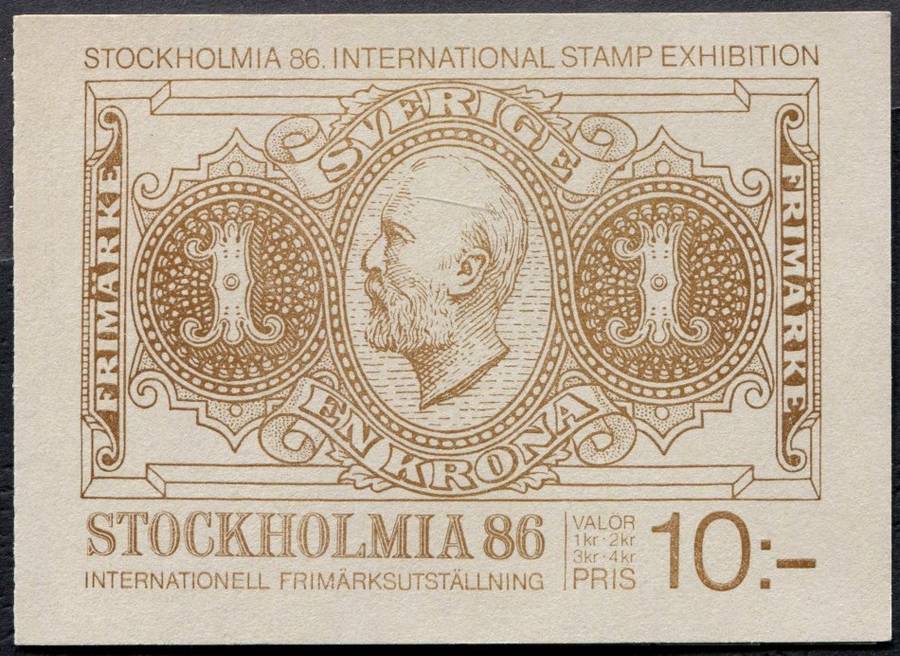 STOCKHOLMIA 86. INTERNATIONAL STAMP EXHIBITION
SVERIGE
FRIMÄRKE
1
1
FRIMÄRKE
EN KRONA
STOCKHOLMIA 86
INTERNATIONELL FRIMÄRKSUTSTÄLLNING
VALÖR
1kr · 2kr
3kr · 4kr
PRIS
10:–